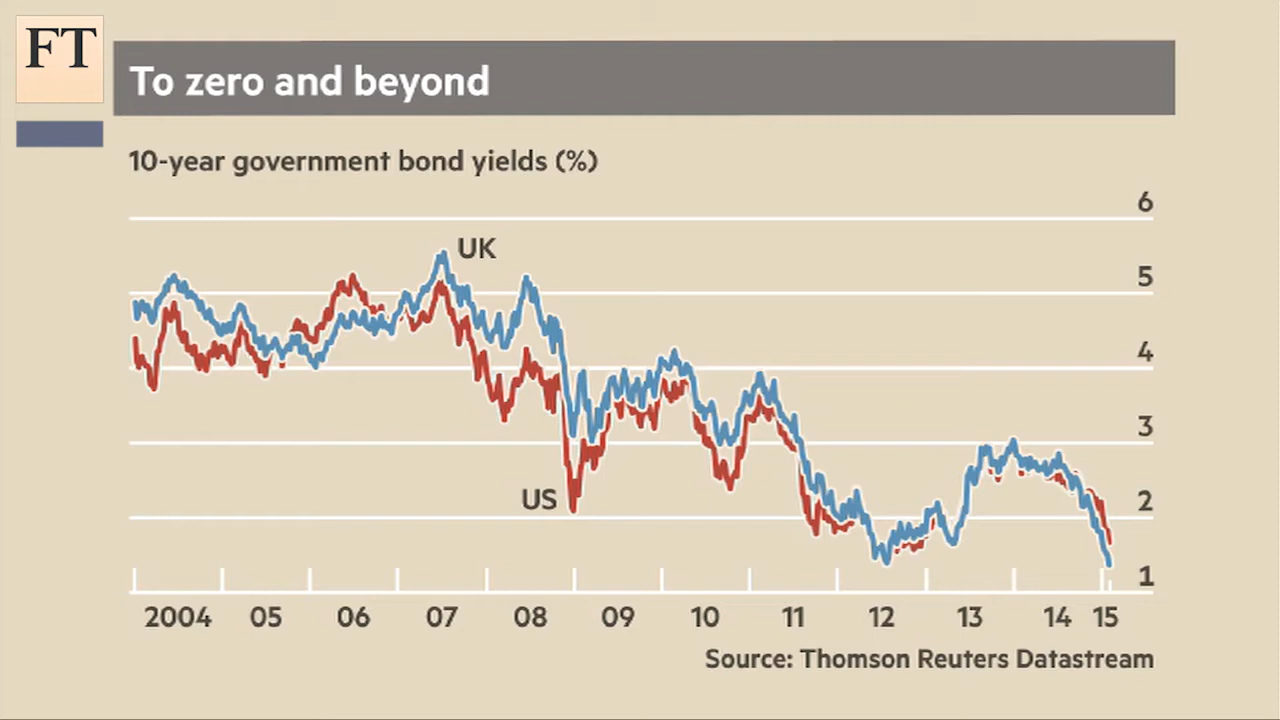 FT
To zero and beyond
10-year government bond yields (%)
6
UK
5
4
3
US
2
1
2004 05 06 07 08 09 10 11 12 13 14 15
Source: Thomson Reuters Datastream